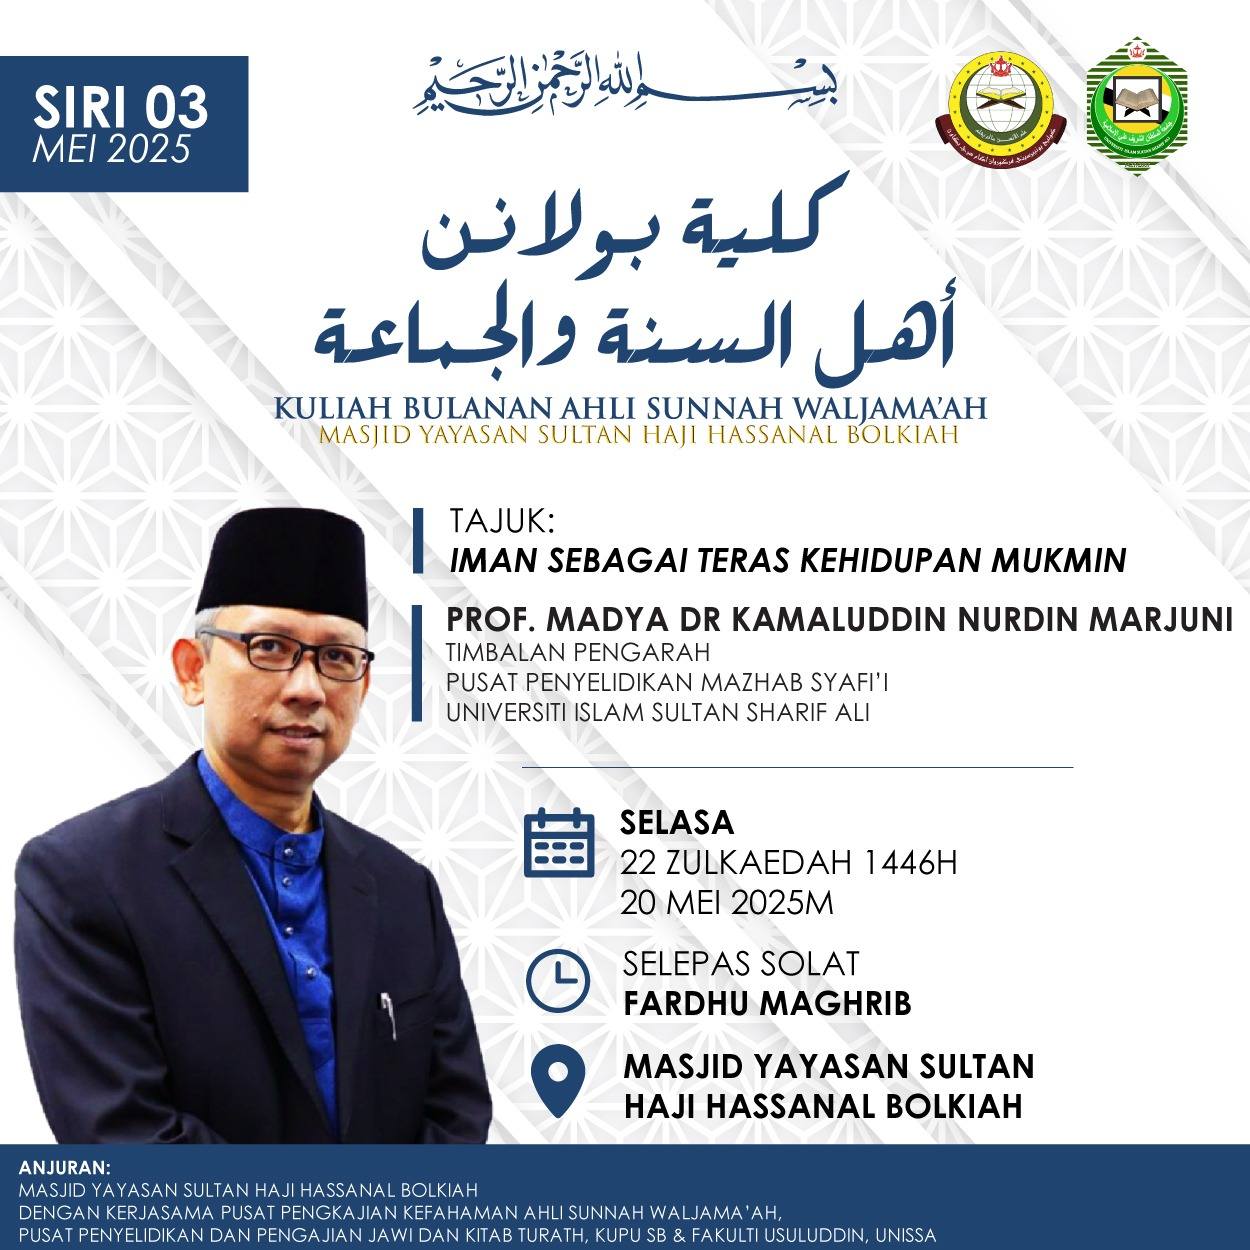 SIRI 03
MEI 2025
بسم الله الرحمن الرحيم
كلية بولانن
أهل السنة والجماعة
KULIAH BULANAN AHLI SUNNAH WALJAMA'AH
MASJID YAYASAN SULTAN HAJI HASSANAL BOLKIAH
TAJUK:
IMAN SEBAGAI TERAS KEHIDUPAN MUKMIN
PROF. MADYA DR KAMALUDDIN NURDIN MARJUNI
TIMBALAN PENGARAH
PUSAT PENYELIDIKAN MAZHAB SYAFI'I
UNIVERSITI ISLAM SULTAN SHARIF ALI
SELASA
22 ZULKAEDAH 1446H
20 MEI 2025M
SELEPAS SOLAT
FARDHU MAGHRIB
MASJID YAYASAN SULTAN
HAJI HASSANAL BOLKIAH
ANJURAN:
MASJID YAYASAN SULTAN HAJI HASSANAL BOLKIAH
DENGAN KERJASAMA PUSAT PENGKAJIAN KEFAHAMAN AHLI SUNNAH WALJAMA'AH,
PUSAT PENYELIDIKAN DAN PENGAJIAN JAWI DAN KITAB TURATH, KUPU SB & FAKULTI USULUDDIN, UNISSA